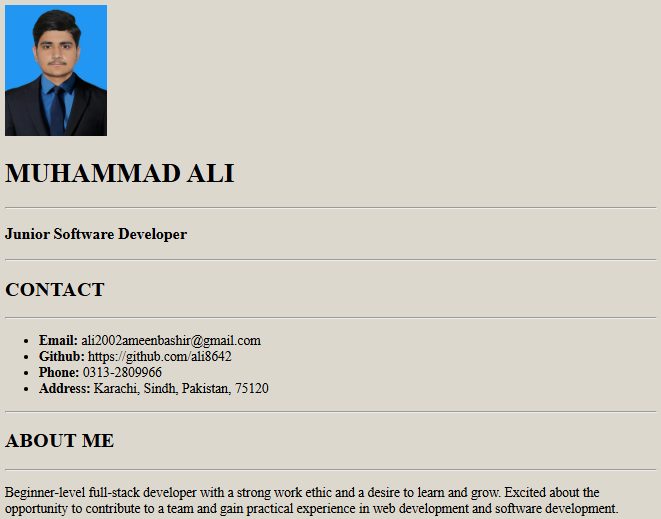 MUHAMMAD ALI
Junior Software Developer
CONTACT
• Email: ali2002ameenbashir@gmail.com
• Github: https://github.com/ali8642
• Phone: 0313-2809966
• Address: Karachi, Sindh, Pakistan, 75120
ABOUT ME
Beginner-level full-stack developer with a strong work ethic and a desire to learn and grow. Excited about the
opportunity to contribute to a team and gain practical experience in web development and software development.